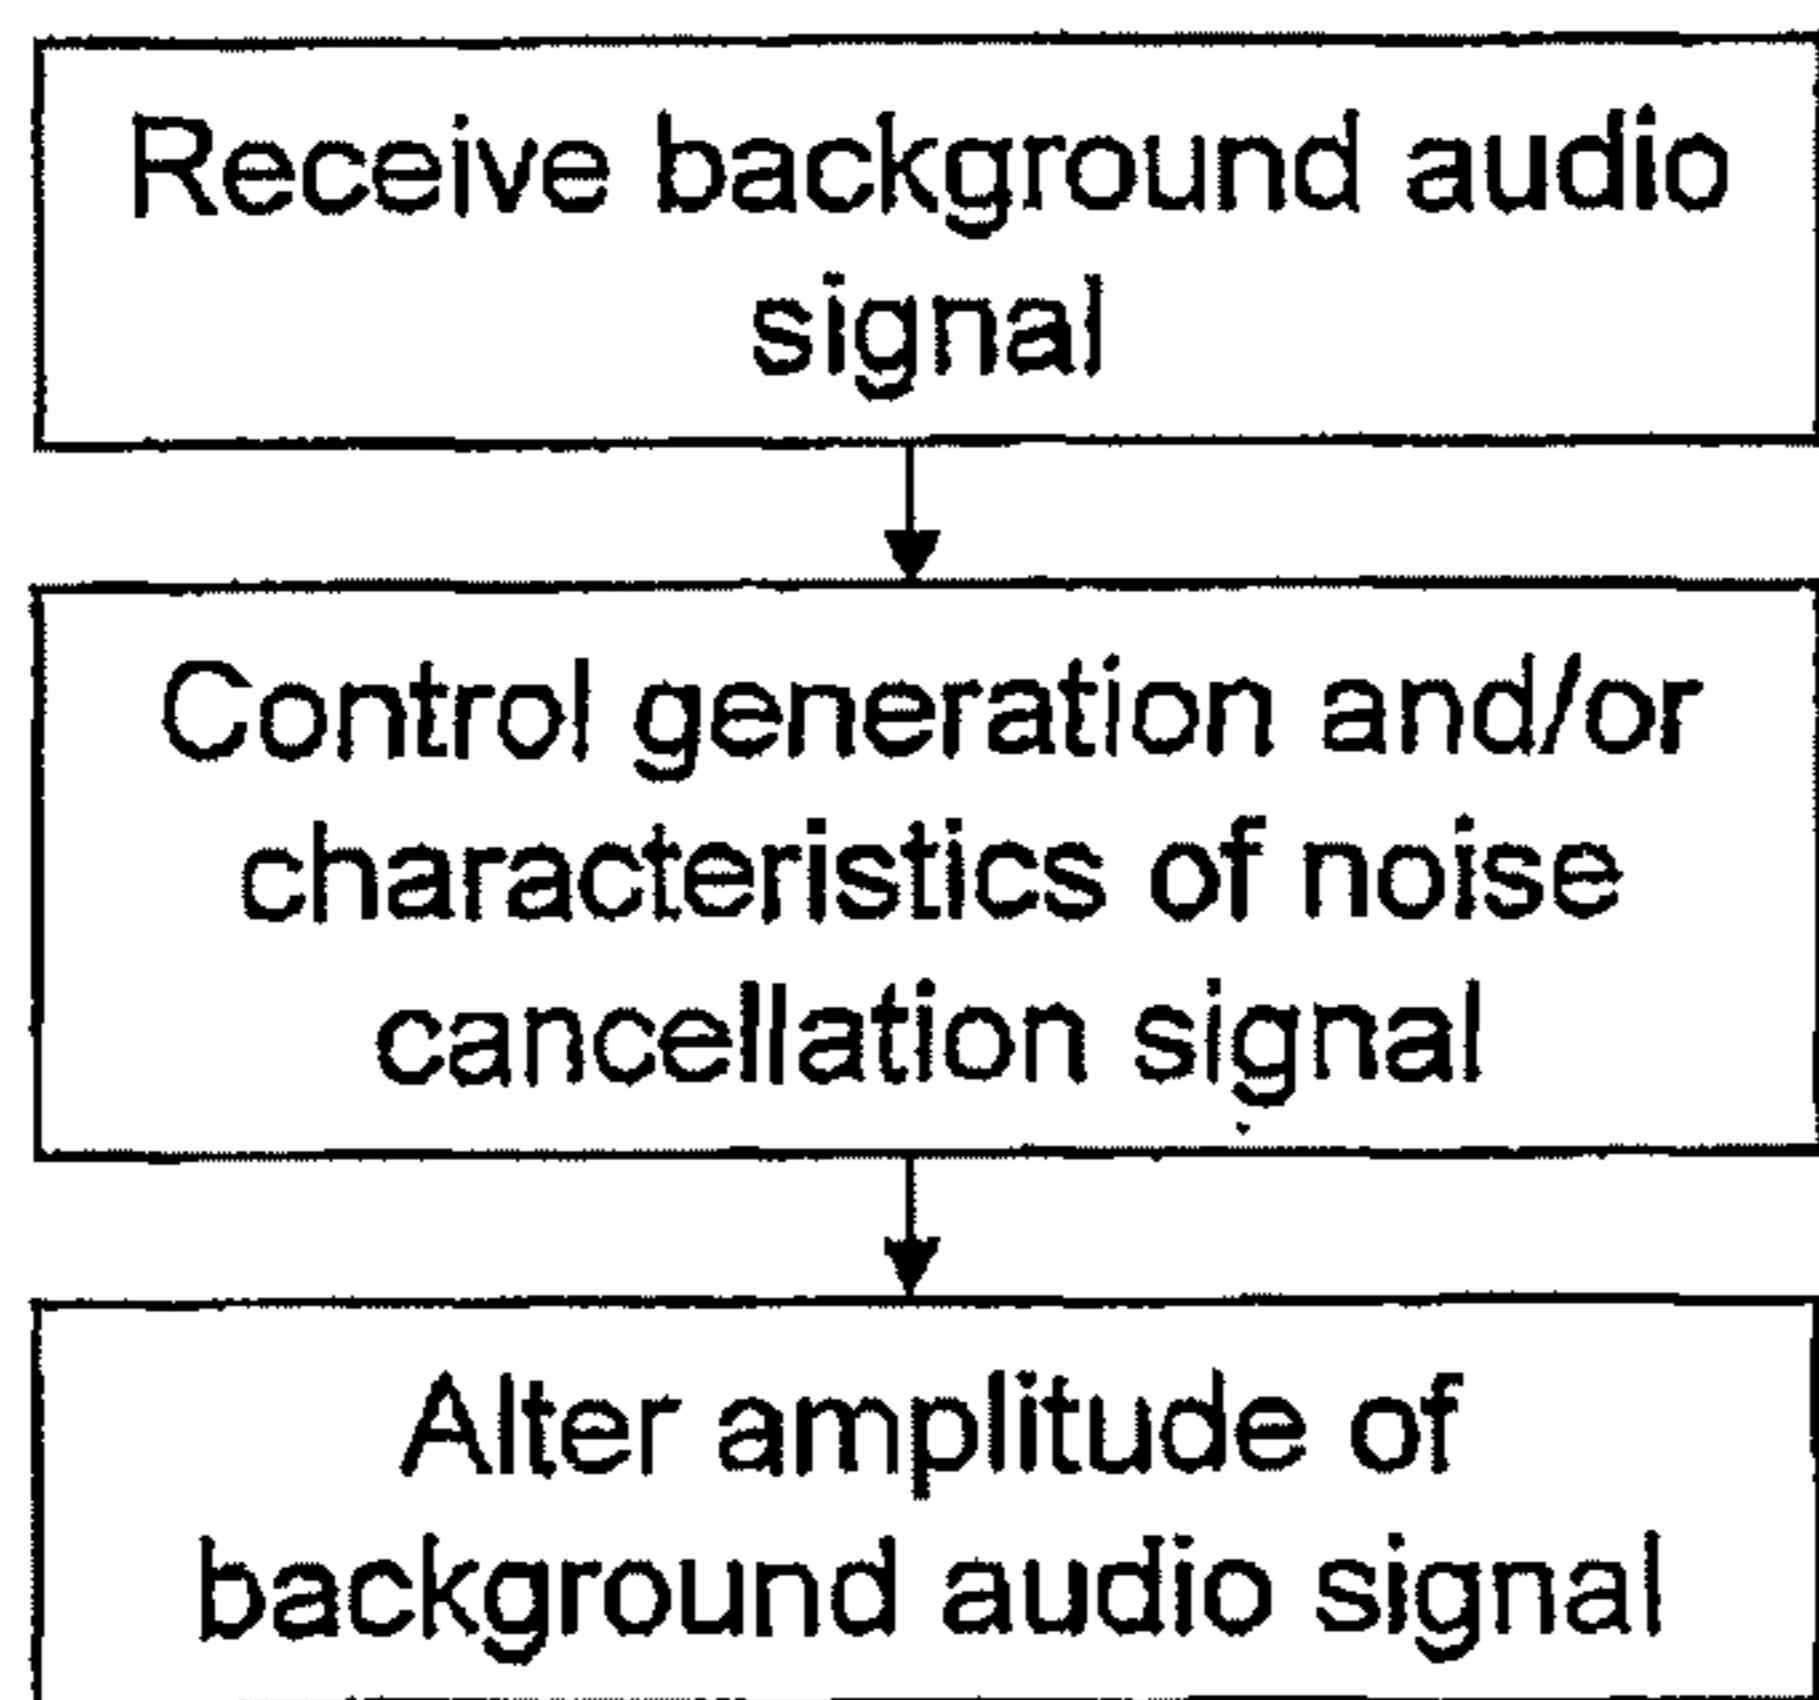 Receive background audio
signal
Control generation and/or
characteristics of noise
cancellation signal
Alter amplitude of
background audio signal